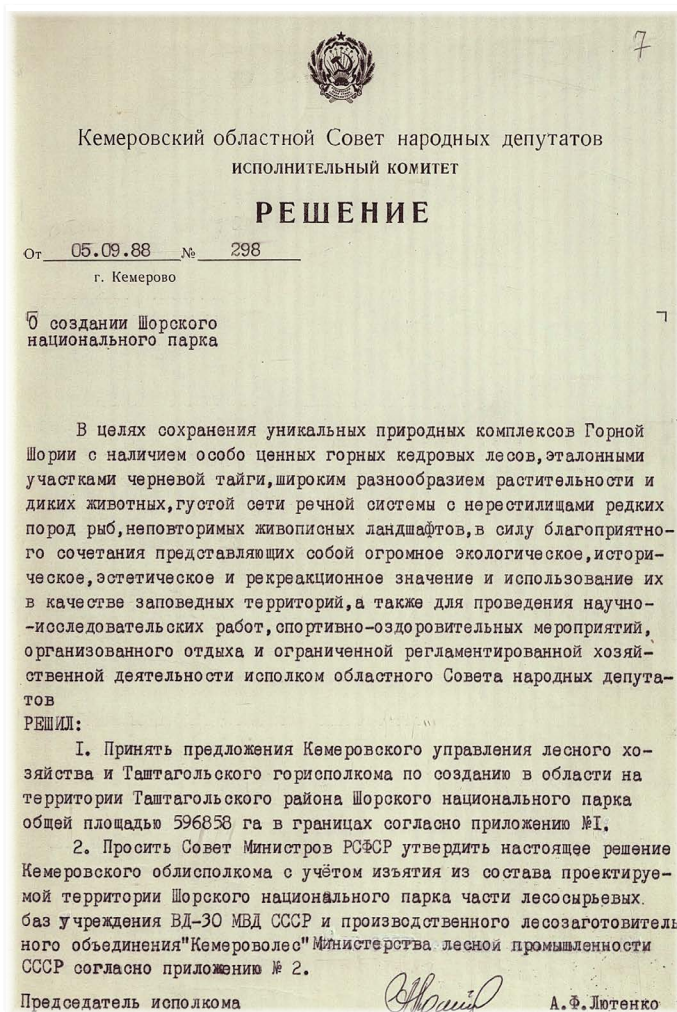 7
Кемеровский областной Совет народных депутатов
ИСПОЛНИТЕЛЬНЫЙ КОМИТЕТ
РЕШЕНИЕ
От 05.09.88 № 298
г. Кемерово
О создании Шорского
национального парка
В целях сохранения уникальных природных комплексов Горной
Шории с наличием особо ценных горных кедровых лесов,эталонными
участками черневой тайги,широким разнообразием растительности и
диких животных,густой сети речной системы с нерестилищами редких
пород рыб,неповторимых живописных ландшафтов,в силу благоприятно-
го сочетания представляющих собой огромное экологическое,истори-
ческое,эстетическое и рекреакционное значение и использование их
в качестве заповедных территорий,а также для проведения научно-
-исследовательских работ,спортивно-оздоровительных мероприятий,
организованного отдыха и ограниченной регламентированной хозяй-
ственной деятельности исполком областного Совета народных депута-
тов
РЕШИЛ:
I. Принять предложения Кемеровского управления лесного хо-
зяйства и Таштагольского горисполкома по созданию в области на
территории Таштагольского района Шорского национального парка
общей площадью 596858 га в границах согласно приложению №I.
2. Просить Совет Министров РСФСР утвердить настоящее решение
Кемеровского облисполкома с учётом изъятия из состава проектируе-
мой территории Шорского национального парка части лесосырьевых
баз учреждения ВД-30 МВД СССР и производственного лесозаготовитель
ного объединения"Кемероволес"Министерства лесной промышленности
СССР согласно приложению № 2.
Председатель исполкома А.Ф.Лютенко